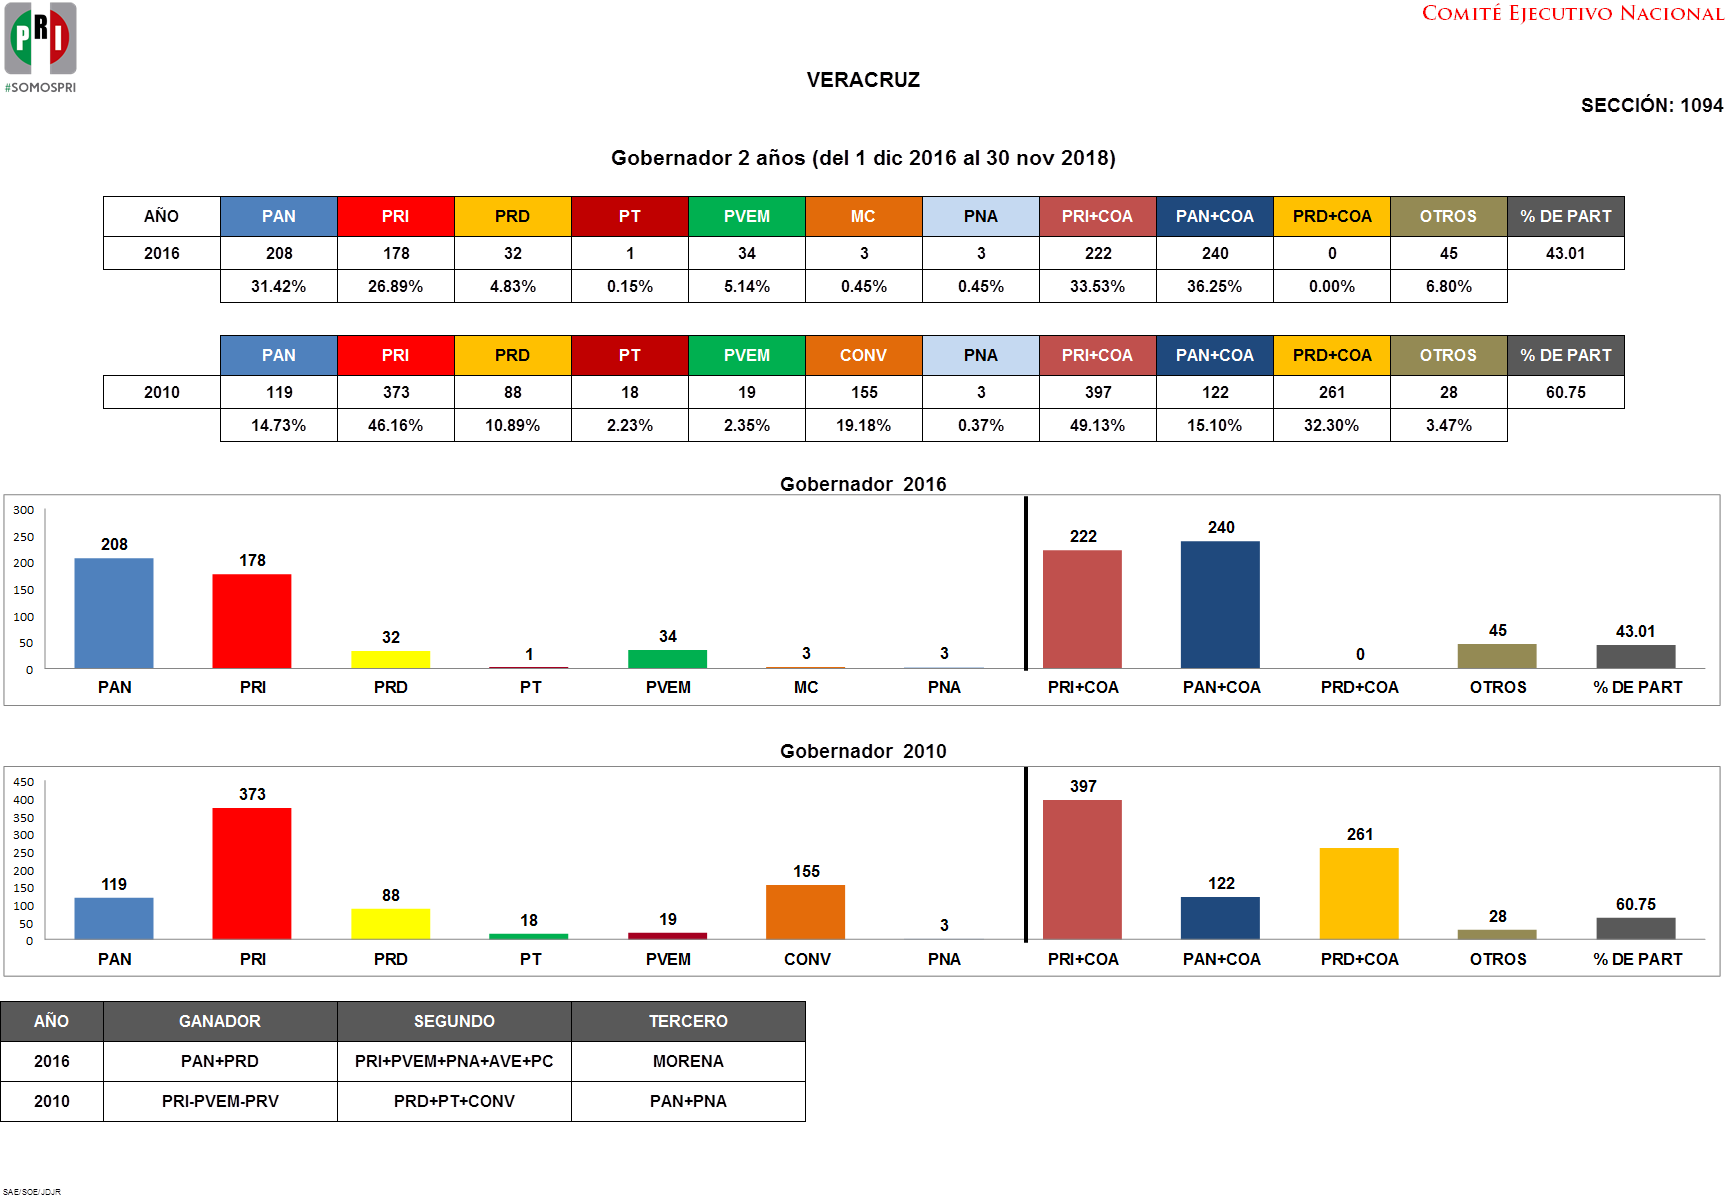 PRI
#SOMOSPRI
COMITÉ EJECUTIVO NACIONAL
VERACRUZ
SECCIÓN: 1094
Gobernador 2 años (del 1 dic 2016 al 30 nov 2018)
AÑO PAN PRI PRD PT PVEM MC PNA PRI+COA PAN+COA PRD+COA OTROS % DE PART
2016 208 178 32 1 34 3 3 222 240 0 45 43.01
31.42% 26.89% 4.83% 0.15% 5.14% 0.45% 0.45% 33.53% 36.25% 0.00% 6.80%
PAN PRI PRD PT PVEM CONV PNA PRI+COA PAN+COA PRD+COA OTROS % DE PART
2010 119 373 88 18 19 155 3 397 122 261 28 60.75
14.73% 46.16% 10.89% 2.23% 2.35% 19.18% 0.37% 49.13% 15.10% 32.30% 3.47%
Gobernador 2016
300
250
200
150
100
50
0
208 178 32 1 34 3 3 222 240 0 45 43.01
PAN PRI PRD PT PVEM MC PNA PRI+COA PAN+COA PRD+COA OTROS % DE PART
Gobernador 2010
450
400
350
300
250
200
150
100
50
0
119 373 88 18 19 155 3 397 122 261 28 60.75
PAN PRI PRD PT PVEM CONV PNA PRI+COA PAN+COA PRD+COA OTROS % DE PART
AÑO GANADOR SEGUNDO TERCERO
2016 PAN+PRD PRI+PVEM+PNA+AVE+PC MORENA
2010 PRI-PVEM-PRV PRD+PT+CONV PAN+PNA
SAE/SOE/JDJR